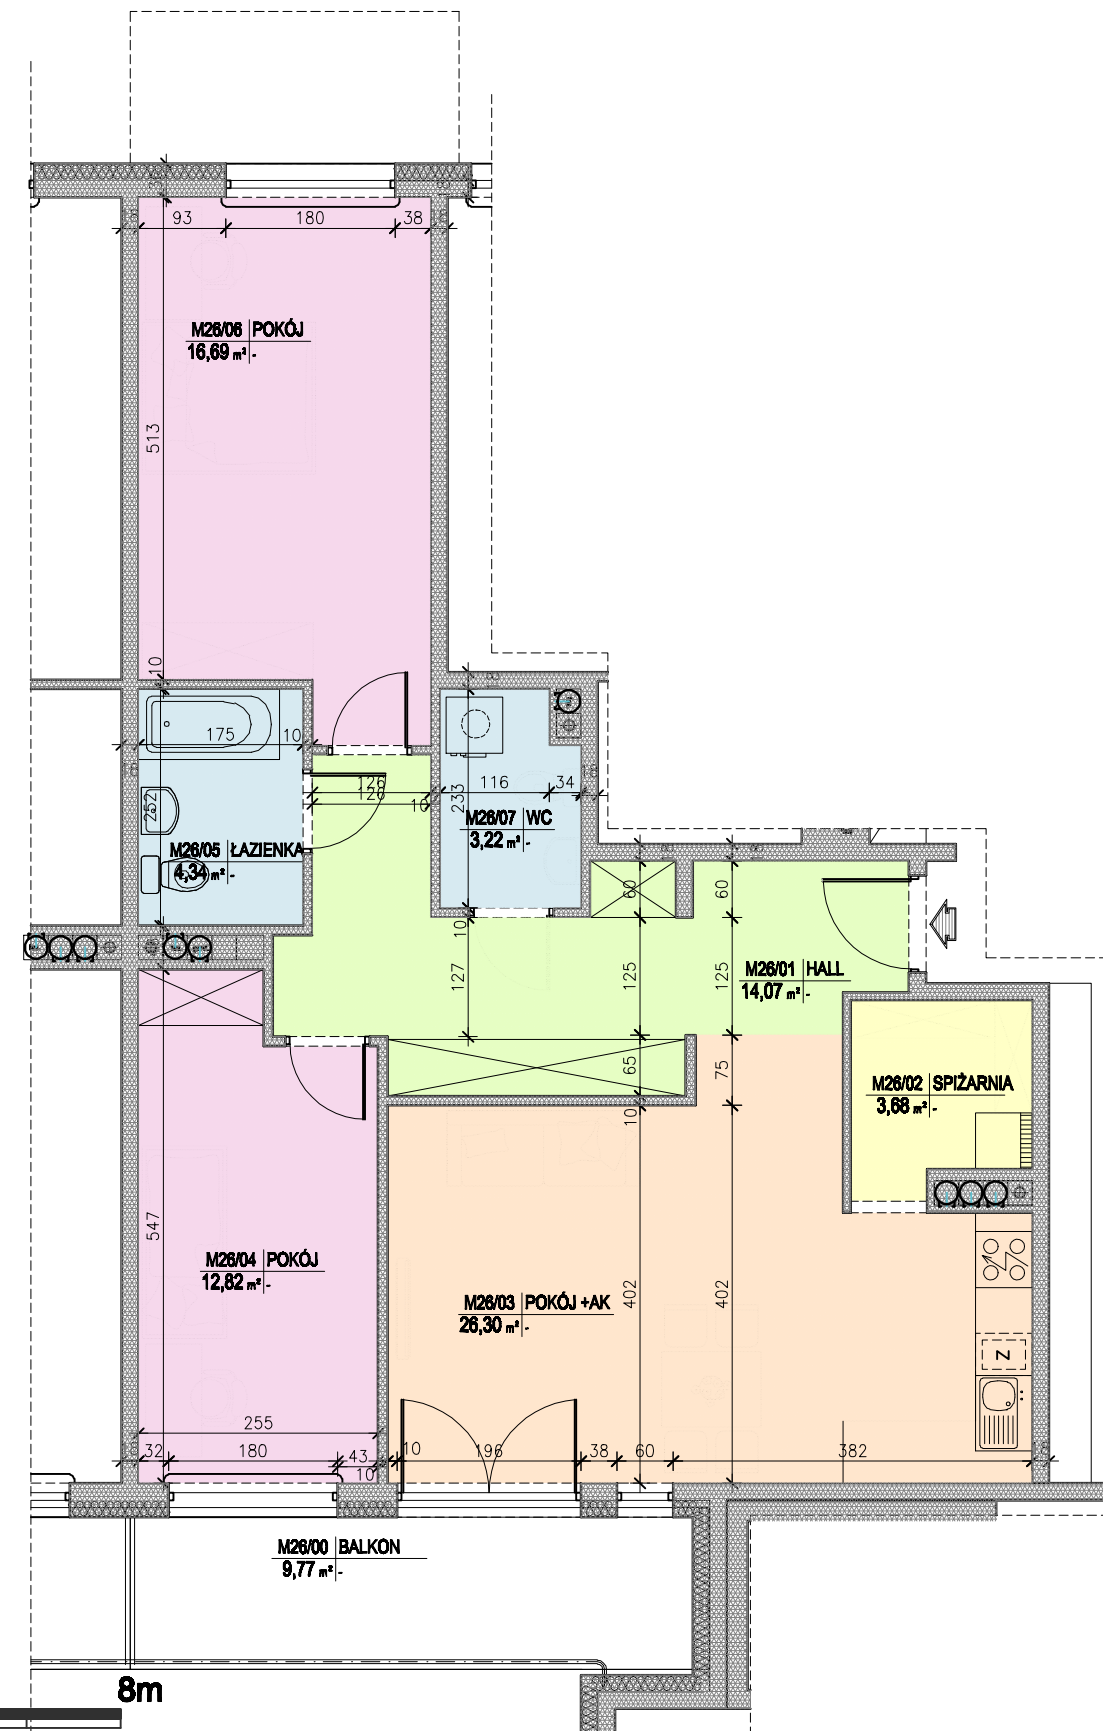 93 180 38
M26/06 POKÓJ
16,69 m² -
513
10
175 10
126
126
10
116 34
233
18
252
M26/07 WC
3,22 m² -
M26/05 ŁAZIENKA
4,34 m² -
60
60
10
127
125
125
M26/01 HALL
14,07 m² -
65
75
M26/02 SPIŻARNIA
3,68 m² -
10
547
M26/04 POKÓJ
12,82 m² -
402
402
M26/03 POKÓJ +AK
26,30 m² -
Z
255
32 180 43 10 196 38 60 382
10
M26/00 BALKON
9,77 m² -
8m